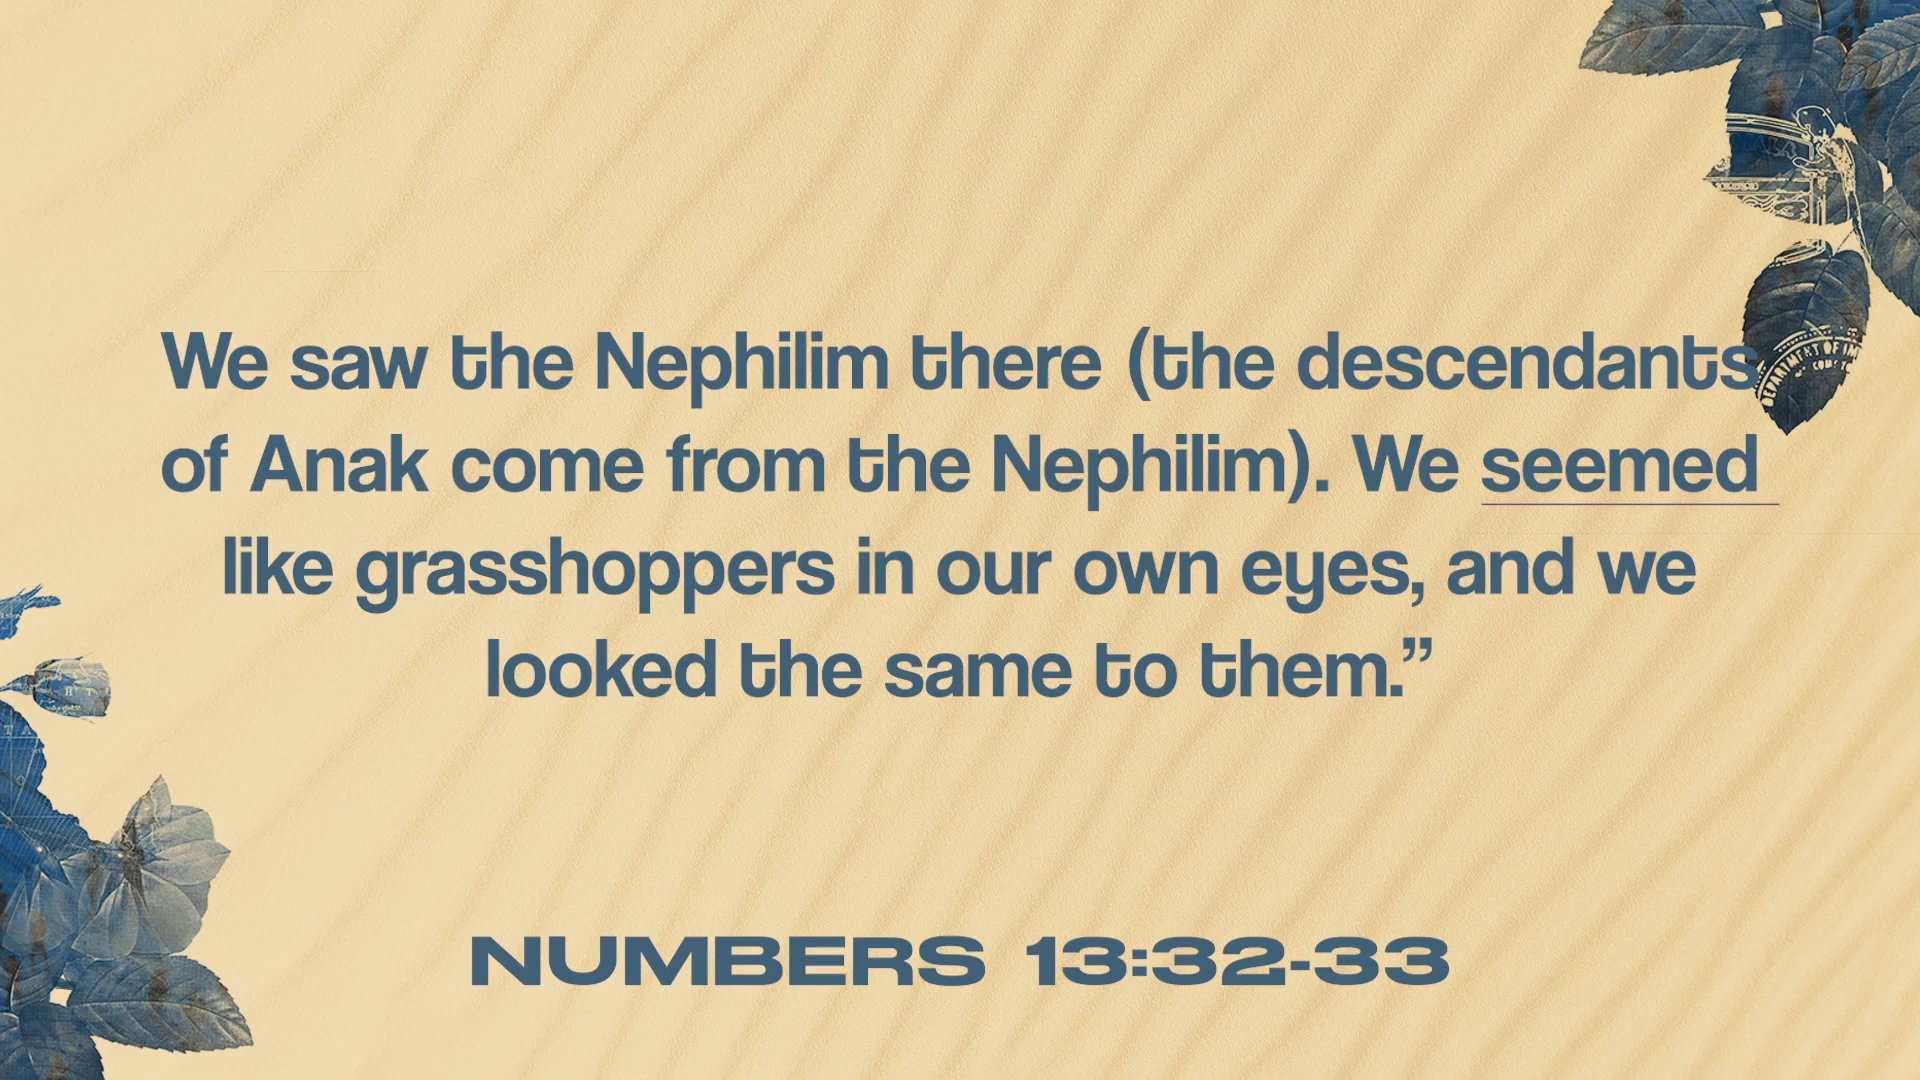 We saw the Nephilim there (the descendants
of Anak come from the Nephilim). We seemed
like grasshoppers in our own eyes, and we
looked the same to them.”
NUMBERS 13:32-33